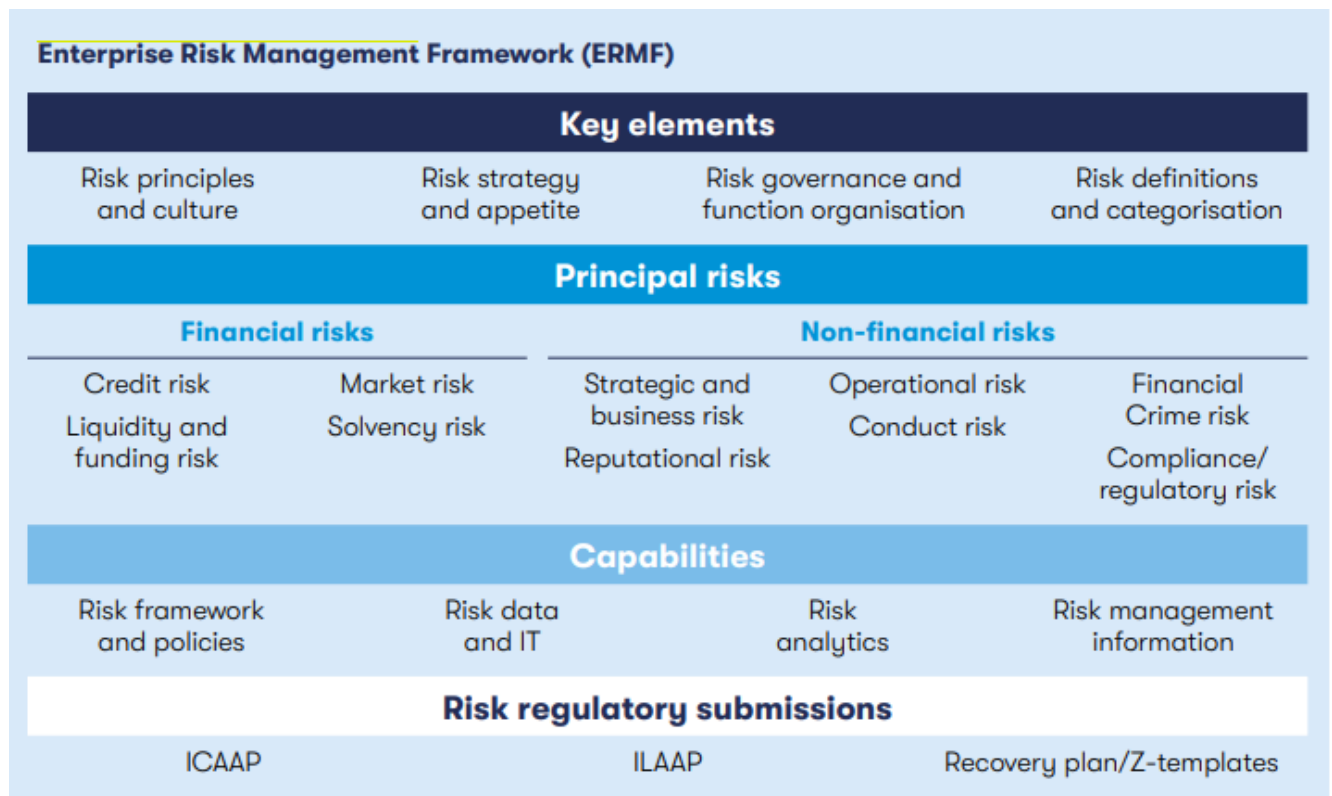 Enterprise Risk Management Framework (ERMF)
Key elements
Risk principles
and culture
Risk strategy
and appetite
Risk governance and
function organisation
Risk definitions
and categorisation
Principal risks
Financial risks
Credit risk
Liquidity and
funding risk
Market risk
Solvency risk
Non-financial risks
Strategic and
business risk
Reputational risk
Operational risk
Conduct risk
Financial
Crime risk
Compliance/
regulatory risk
Capabilities
Risk framework
and policies
Risk data
and IT
Risk
analytics
Risk management
information
Risk regulatory submissions
ICAAP
ILAAP
Recovery plan/Z-templates